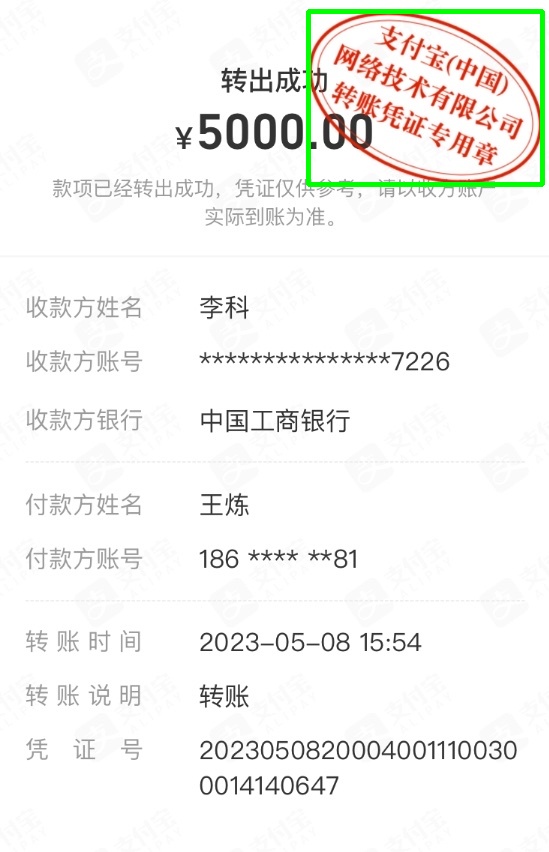 支付宝(中国)
网络技术有限公司
转账凭证专用章
转出成功
¥5000.00
款项已经转出成功，凭证仅供参考，请以收方账户
实际到账为准。
收款方姓名 李科
收款方账号 ***************7226
收款方银行 中国工商银行
付款方姓名 王炼
付款方账号 186 **** **81
转账时间 2023-05-08 15:54
转账说明 转账
凭证号 20230508200040011100300
0014140647